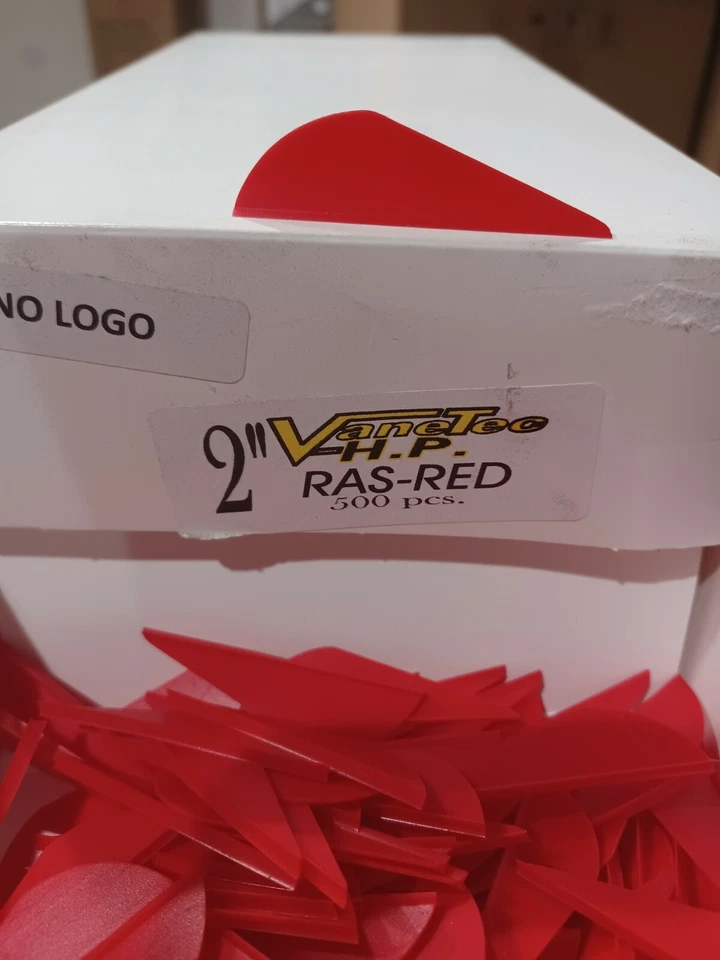 NO LOGO
2" VaneTec
H.P.
RAS-RED
500 pcs.